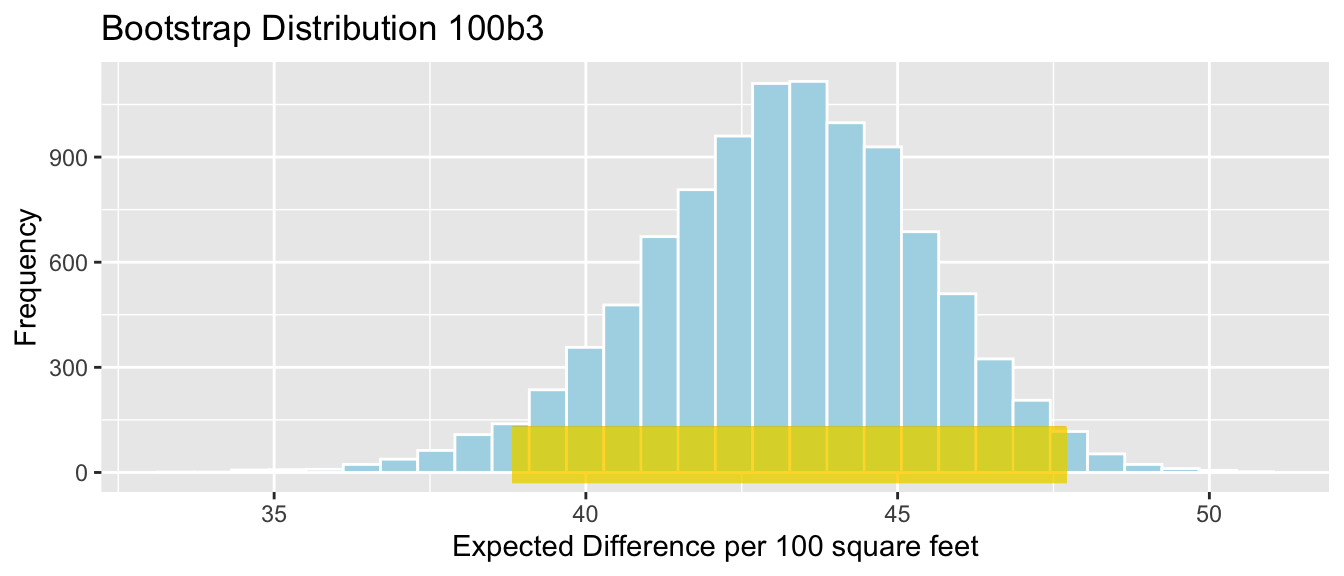 Bootstrap Distribution 100b3
Frequency
900
600
300
0
35 40 45 50
Expected Difference per 100 square feet